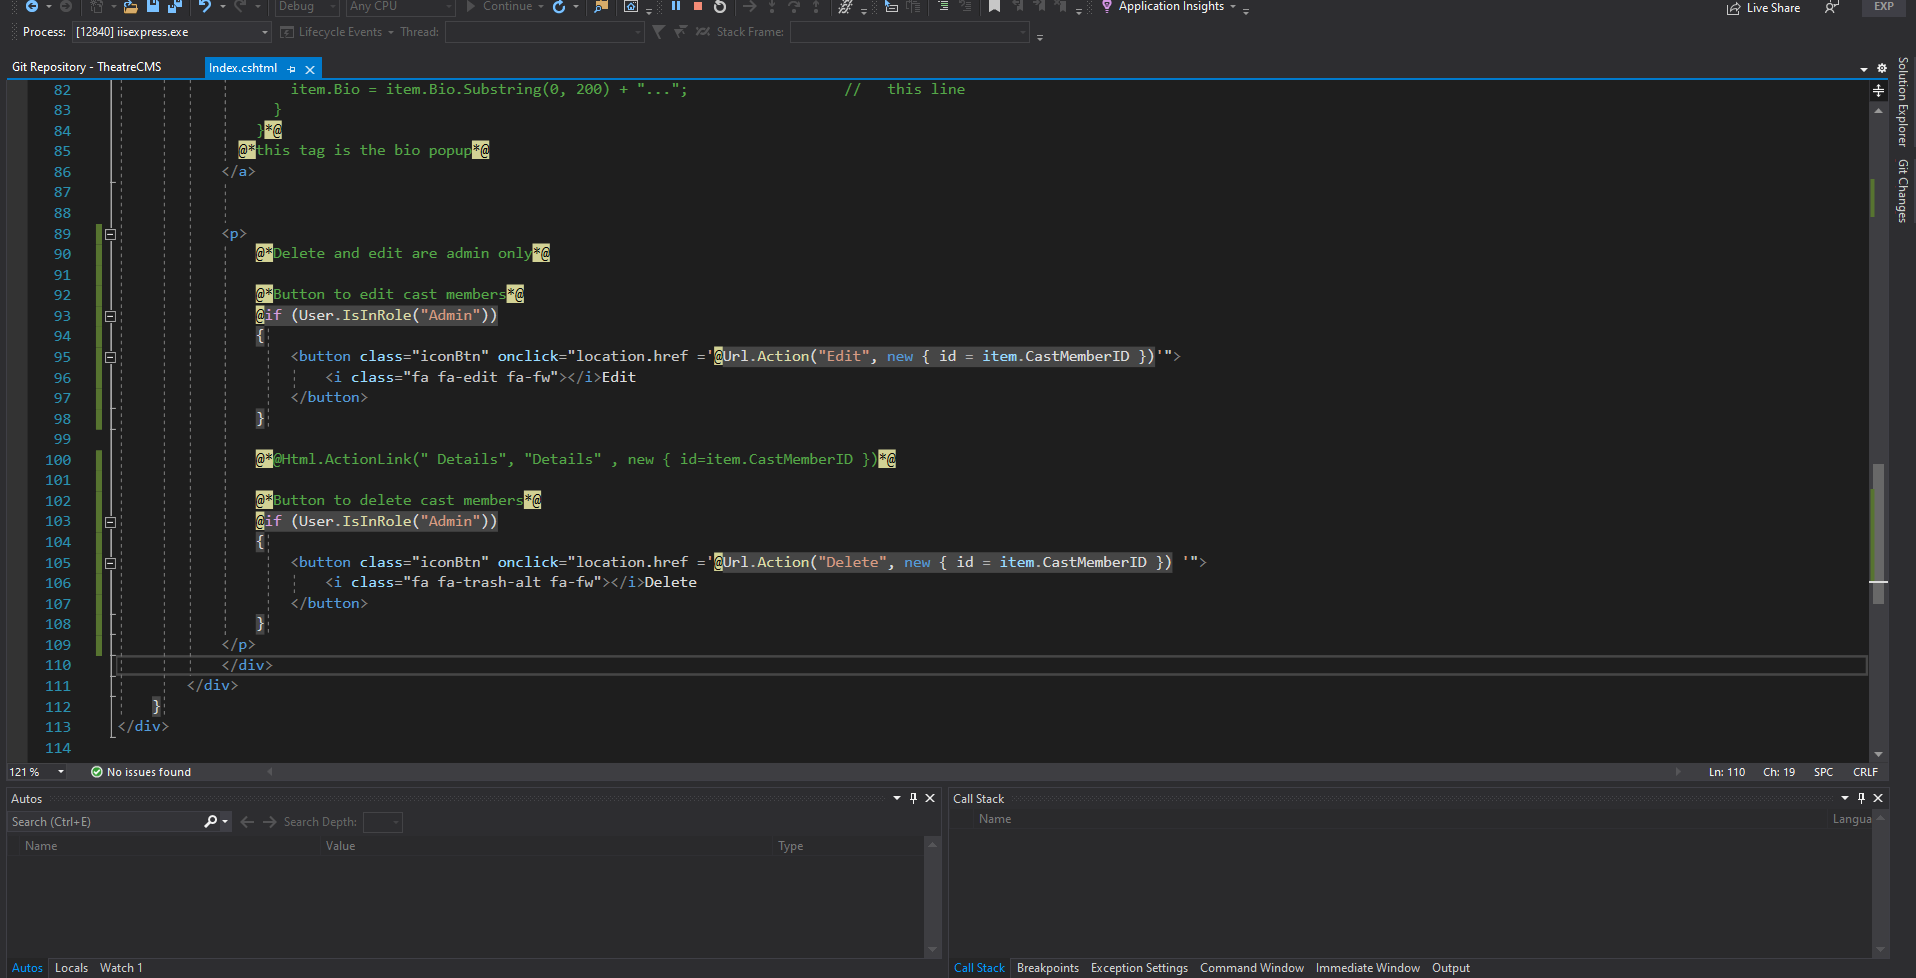 Debug Any CPU Continue Application Insights Live Share EXP
Process: [12840] iisexpress.exe Lifecycle Events Thread: Stack Frame:
Git Repository - TheatreCMS Index.cshtml
82 item.Bio = item.Bio.Substring(0, 200) + "..."; // this line
83 }
84 }*@
85 @*this tag is the bio popup*@
86 </a>
87
88
89 <p>
90 @*Delete and edit are admin only*@
91
92 @*Button to edit cast members*@
93 @if (User.IsInRole("Admin"))
94 {
95 <button class="iconBtn" onclick="location.href ='@Url.Action("Edit", new { id = item.CastMemberID })'">
96 <i class="fa fa-edit fa-fw"></i>Edit
97 </button>
98 }
99
100 @*@Html.ActionLink(" Details", "Details" , new { id=item.CastMemberID })*@
101
102 @*Button to delete cast members*@
103 @if (User.IsInRole("Admin"))
104 {
105 <button class="iconBtn" onclick="location.href ='@Url.Action("Delete", new { id = item.CastMemberID }) '">
106 <i class="fa fa-trash-alt fa-fw"></i>Delete
107 </button>
108 }
109 </p>
110 </div>
111 </div>
112 }
113 </div>
114
Solution Explorer
Git Changes
121 % No issues found Ln: 110 Ch: 19 SPC CRLF
Autos
Search (Ctrl+E) Search Depth:
Name Value Type
Autos Locals Watch 1
Call Stack
Name Langua
Call Stack Breakpoints Exception Settings Command Window Immediate Window Output